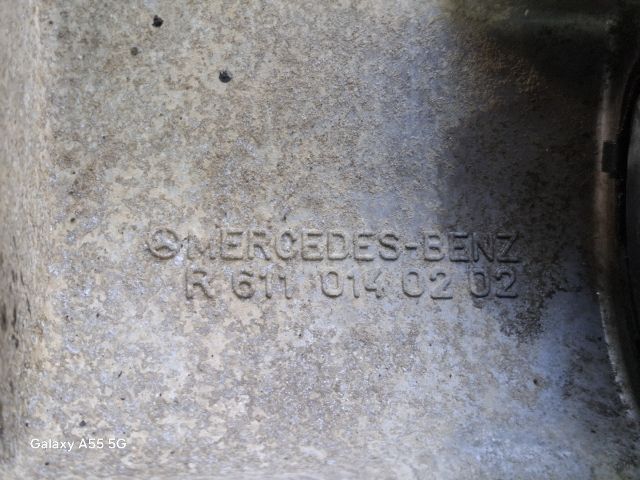 MERCEDES-BENZ
R 611 014 02 02
Galaxy A55 5G